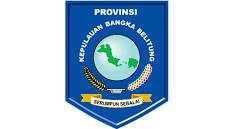 PROVINSI
KEPULAUAN BANGKA BELITUNG
SERUMPUN SEBALAI